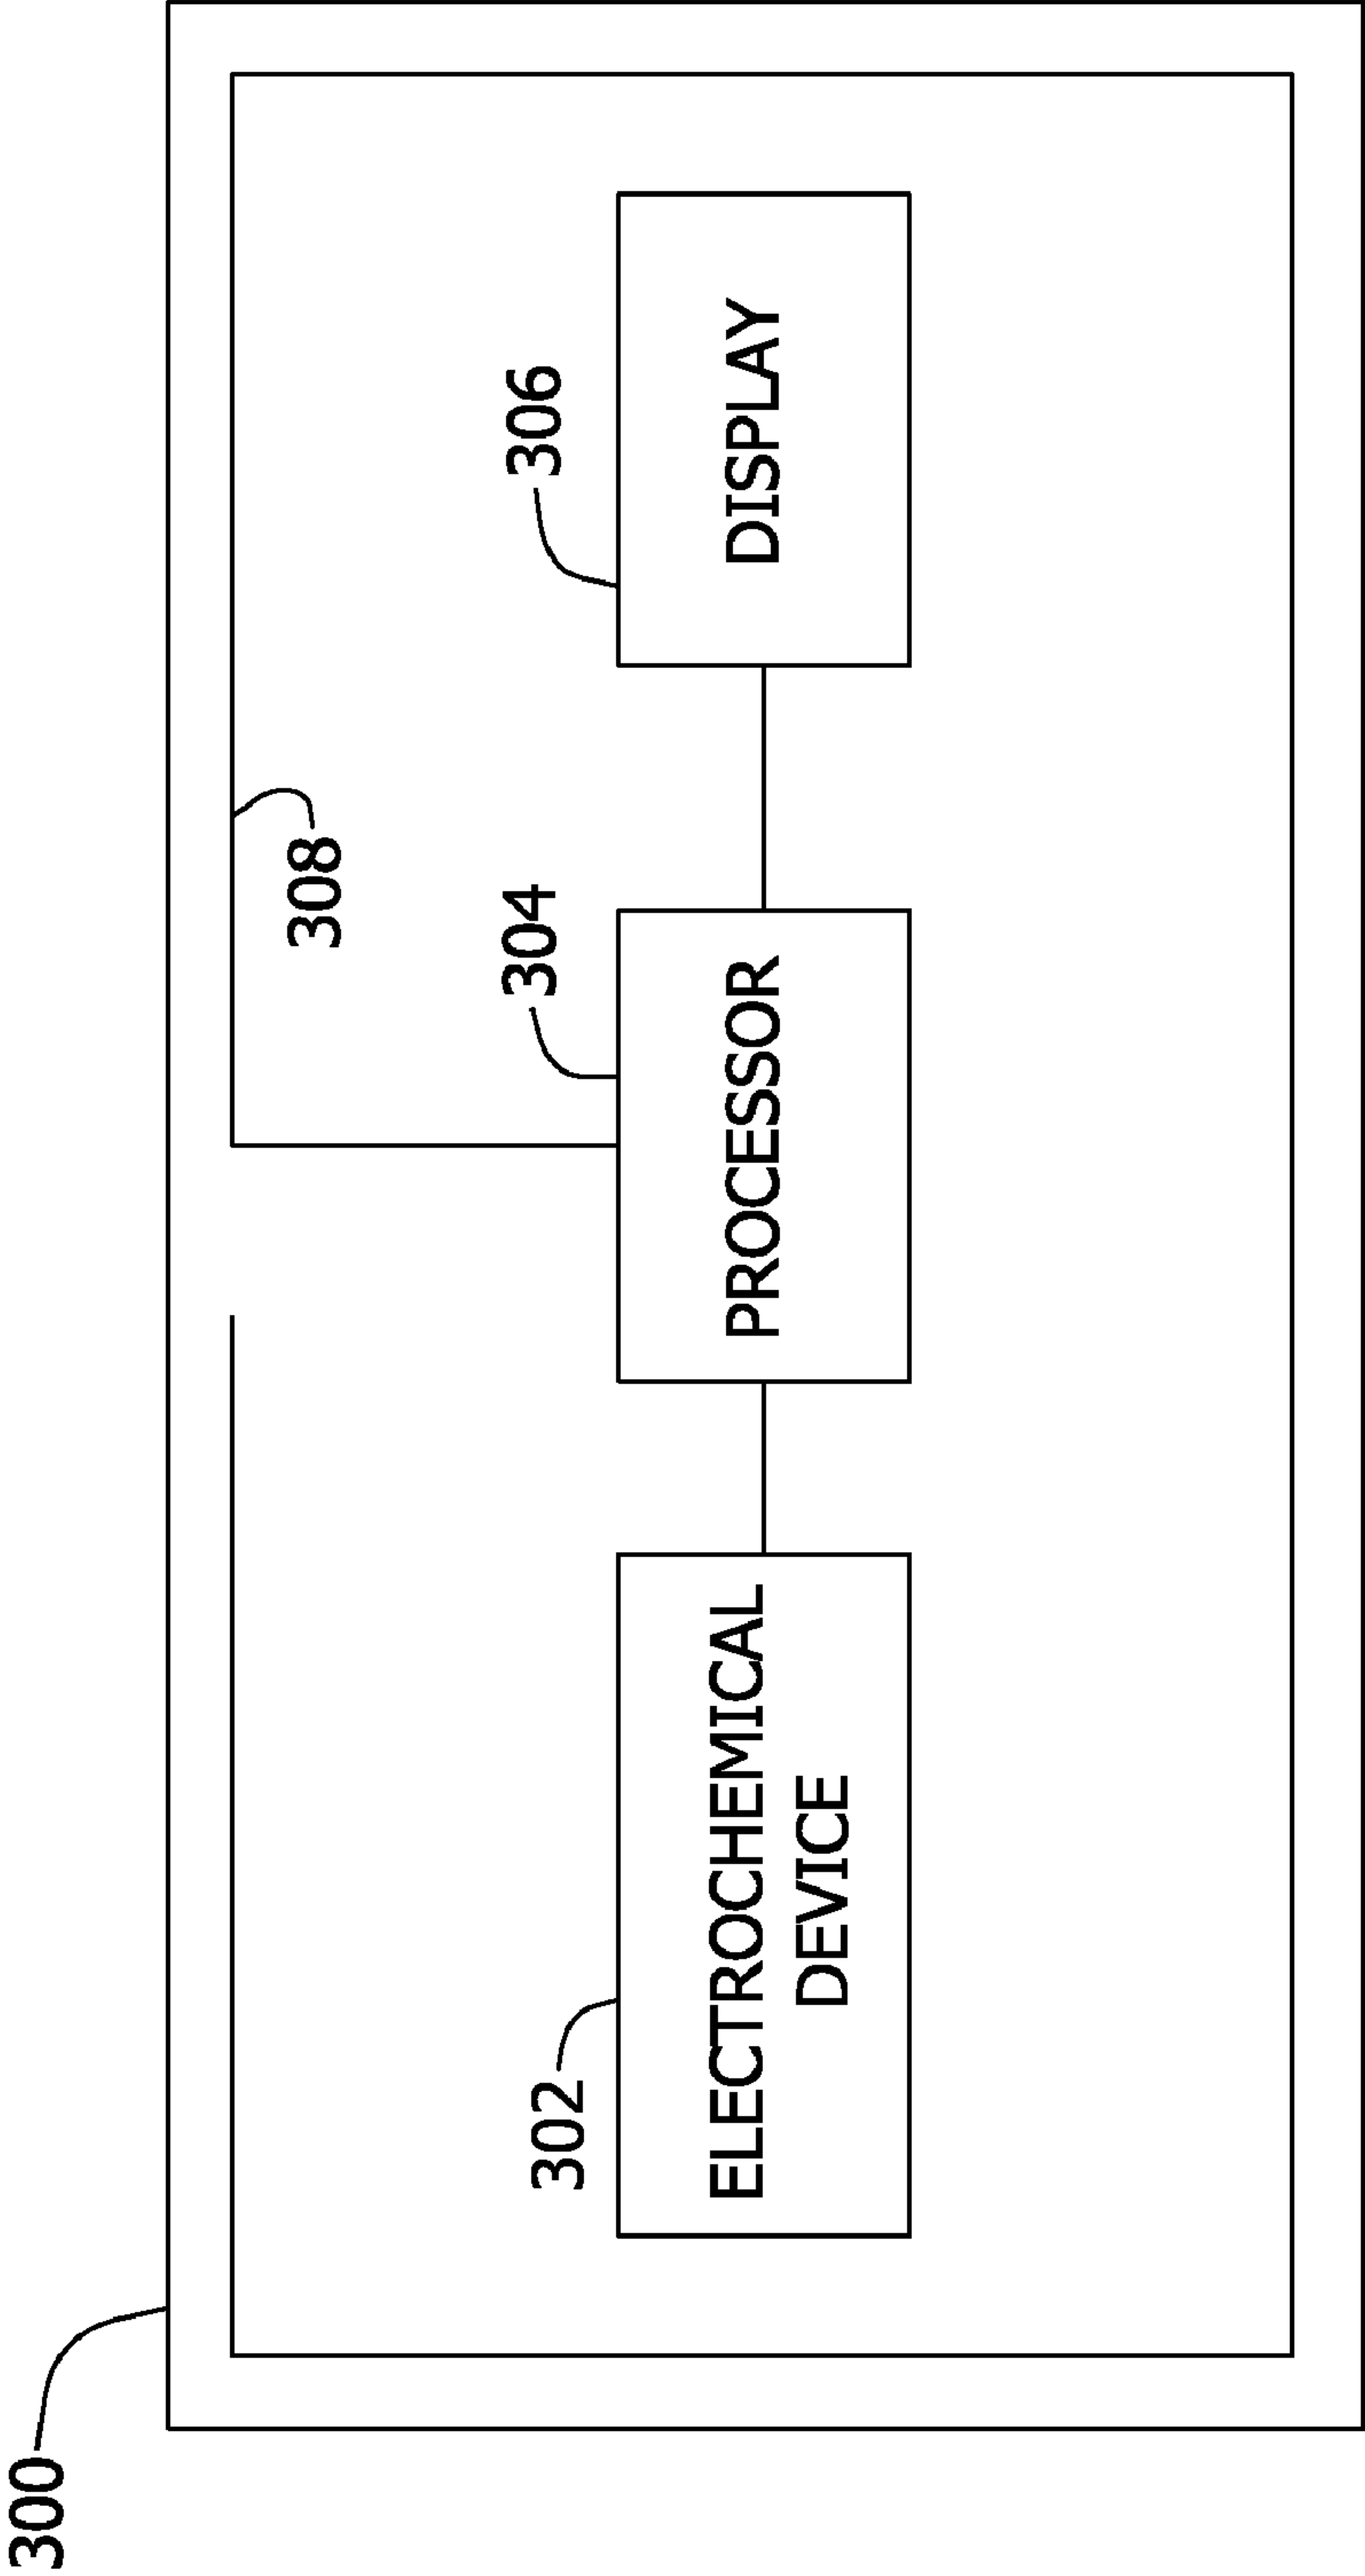 300
308
302
304
306
ELECTROCHEMICAL
DEVICE
PROCESSOR
DISPLAY